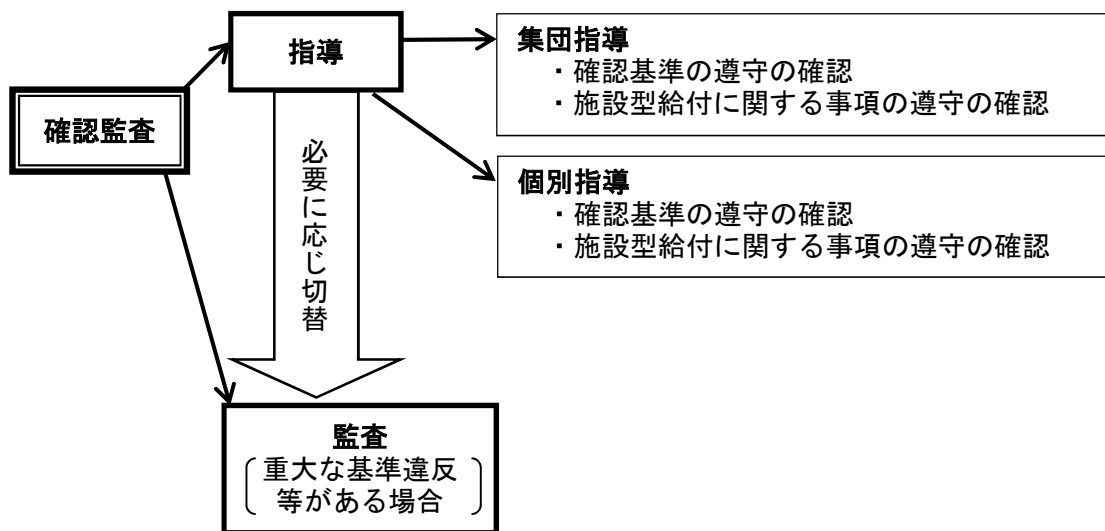 確認監査
指導
集団指導
・確認基準の遵守の確認
・施設型給付に関する事項の遵守の確認
個別指導
・確認基準の遵守の確認
・施設型給付に関する事項の遵守の確認
必要に応じ切替
監査
重大な基準違反
等がある場合